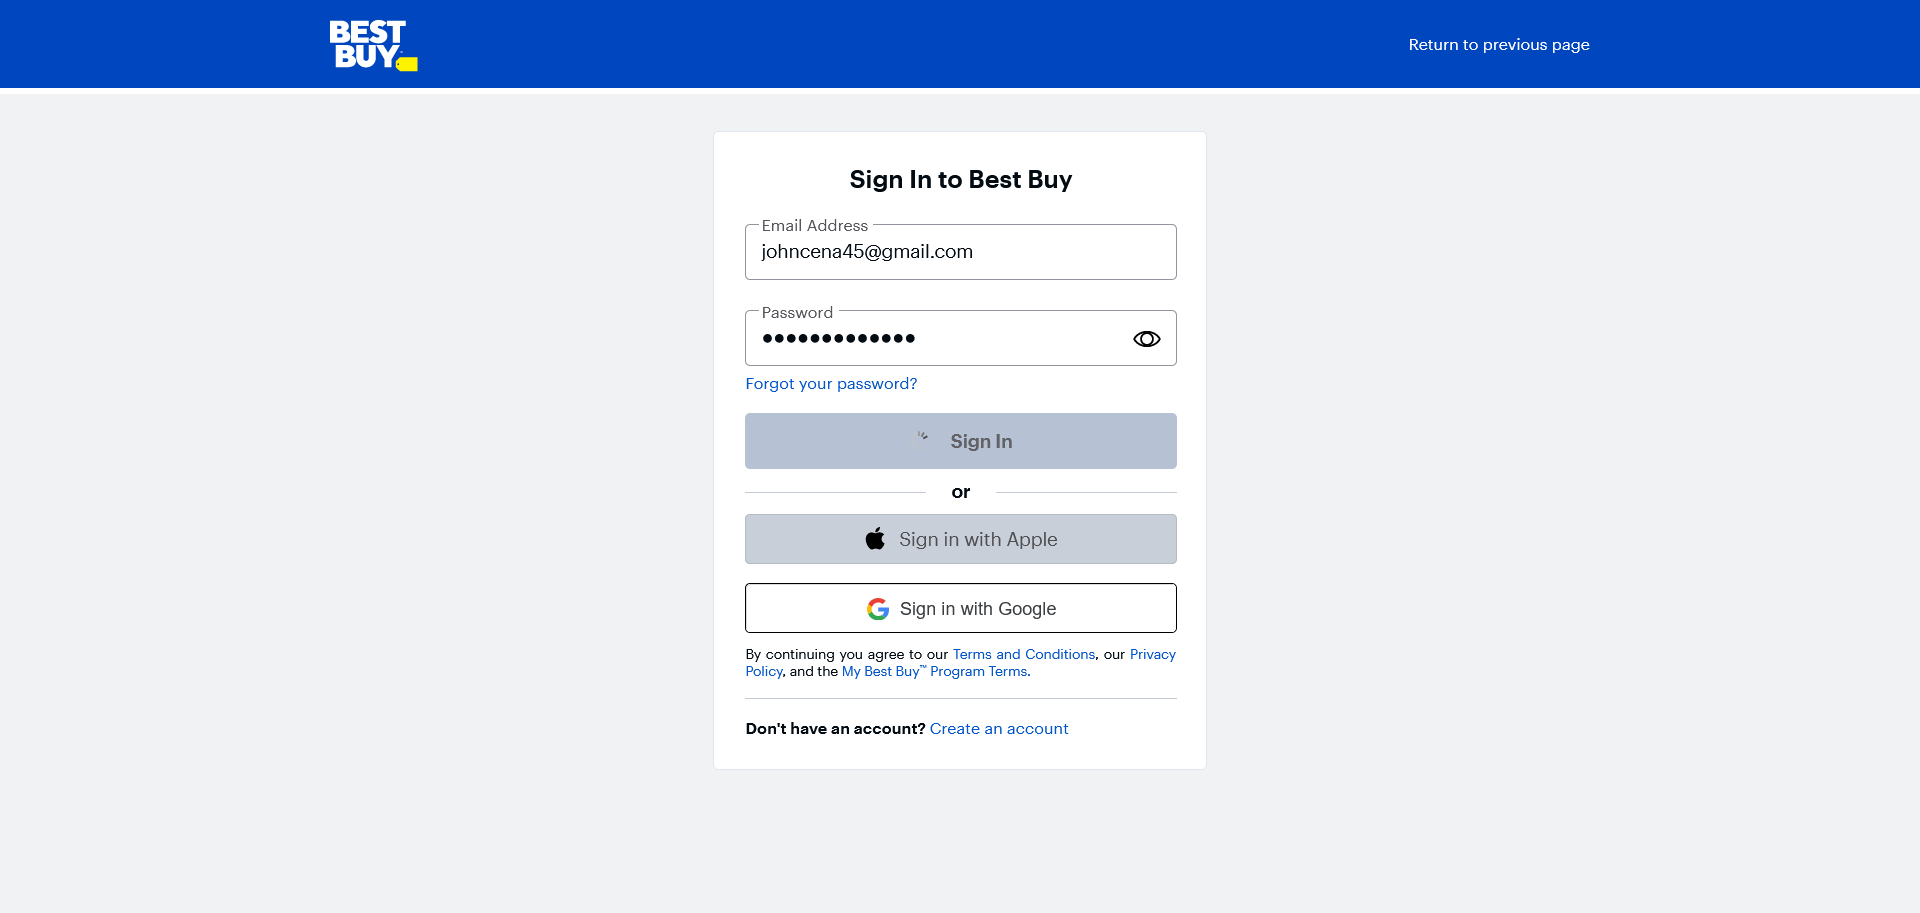 BEST
BUY
Return to previous page
Sign In to Best Buy
Email Address
johncena45@gmail.com
Password
•••••••••••••
Forgot your password?
Sign In
or
Sign in with Apple
Sign in with Google
By continuing you agree to our Terms and Conditions, our Privacy
Policy, and the My Best Buy™ Program Terms.
Don't have an account? Create an account